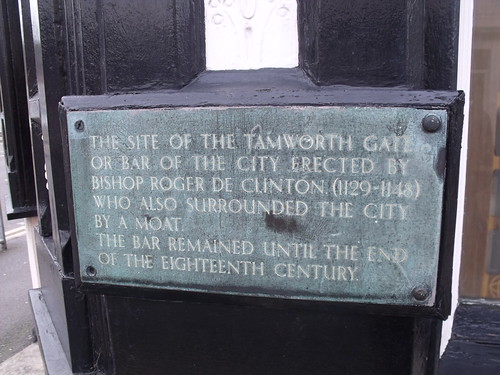 THE SITE OF THE TAMWORTH GATE
OR BAR OF THE CITY ERECTED BY
BISHOP ROGER DE CLINTON, (1129-1148)
WHO ALSO SURROUNDED THE CITY
BY A MOAT.
THE BAR REMAINED UNTIL THE END
OF THE EIGHTEENTH CENTURY.